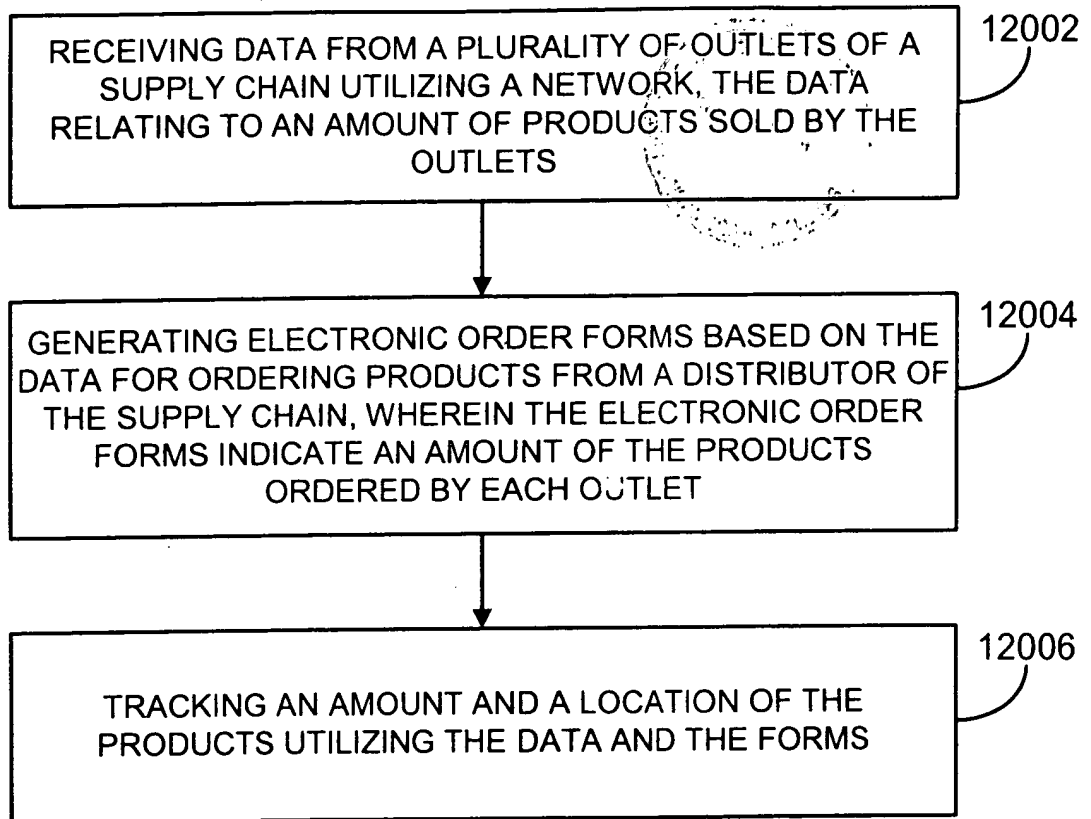 RECEIVING DATA FROM A PLURALITY OF OUTLETS OF A
SUPPLY CHAIN UTILIZING A NETWORK, THE DATA
RELATING TO AN AMOUNT OF PRODUCTS SOLD BY THE
OUTLETS
12002
GENERATING ELECTRONIC ORDER FORMS BASED ON THE
DATA FOR ORDERING PRODUCTS FROM A DISTRIBUTOR OF
THE SUPPLY CHAIN, WHEREIN THE ELECTRONIC ORDER
FORMS INDICATE AN AMOUNT OF THE PRODUCTS
ORDERED BY EACH OUTLET
12004
TRACKING AN AMOUNT AND A LOCATION OF THE
PRODUCTS UTILIZING THE DATA AND THE FORMS
12006